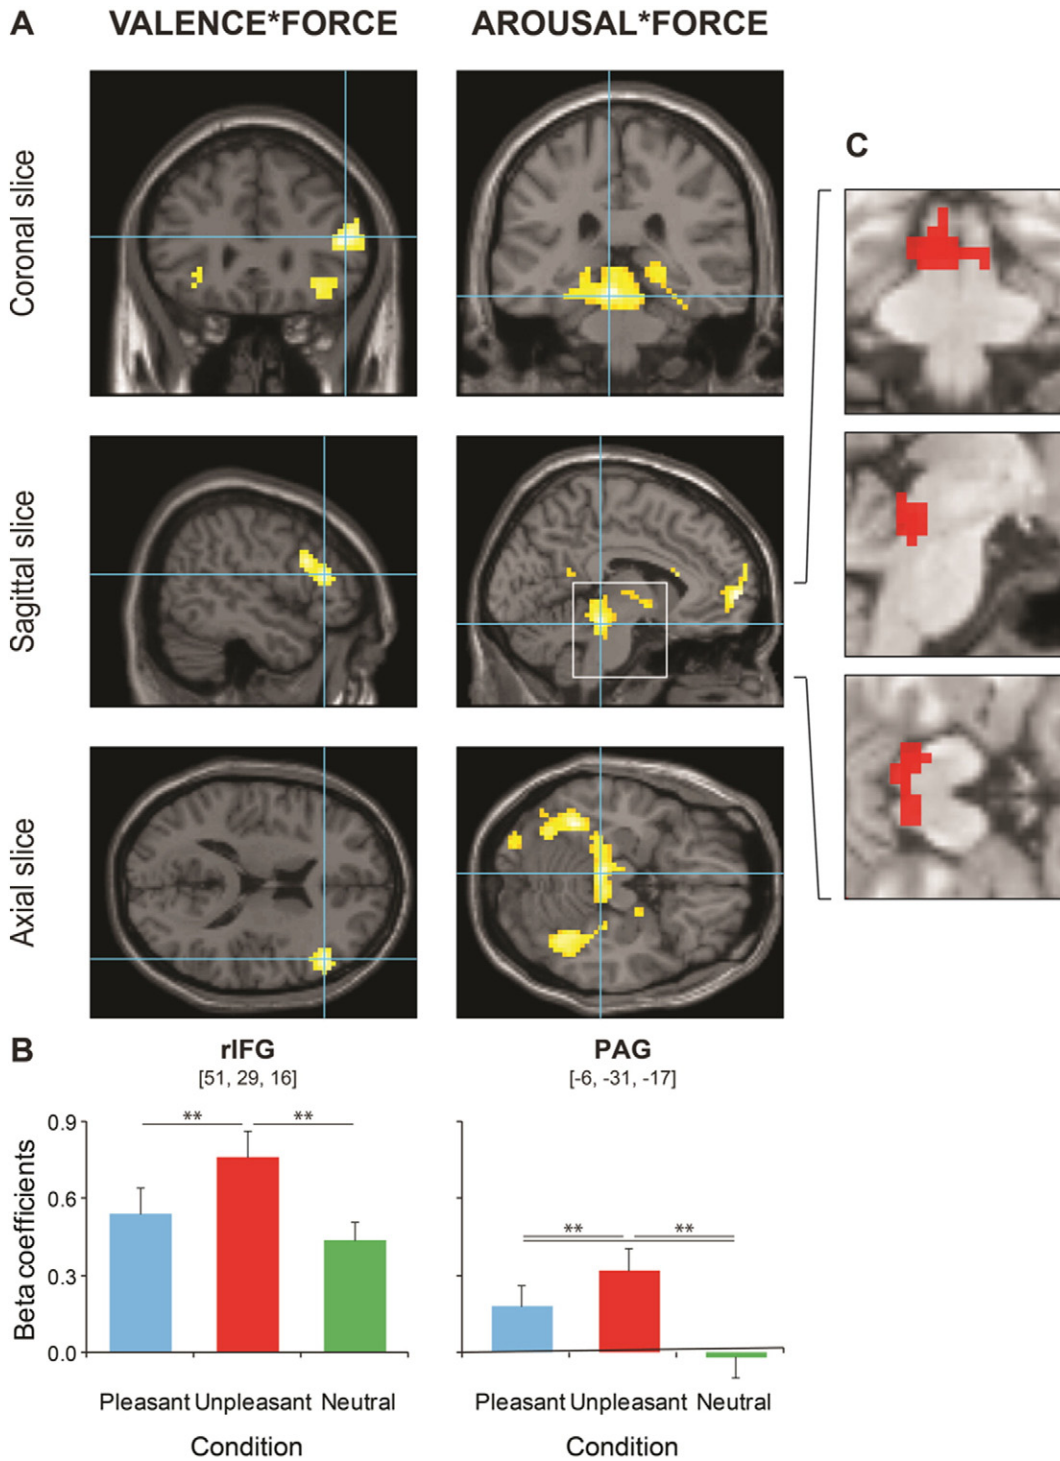 A VALENCE*FORCE AROUSAL*FORCE
C
Coronal slice
Sagittal slice
Axial slice
B rIFG PAG
[51, 29, 16] [-6, -31, -17]
** **
** **
Beta coefficients
0.9
0.6
0.3
0.0
Pleasant Unpleasant Neutral Pleasant Unpleasant Neutral
Condition Condition